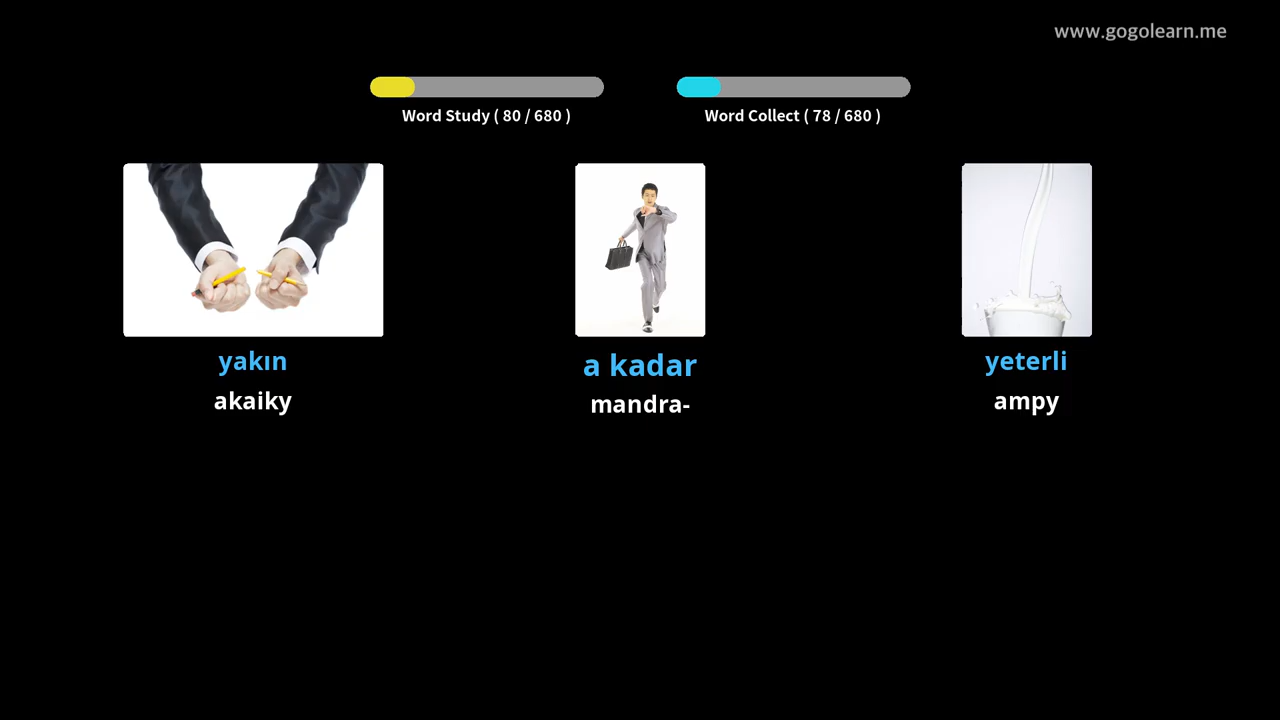 www.gogolearn.me
Word Study ( 80 / 680 )
Word Collect ( 78 / 680 )
yakın
akaiky
a kadar
mandra-
yeterli
ampy